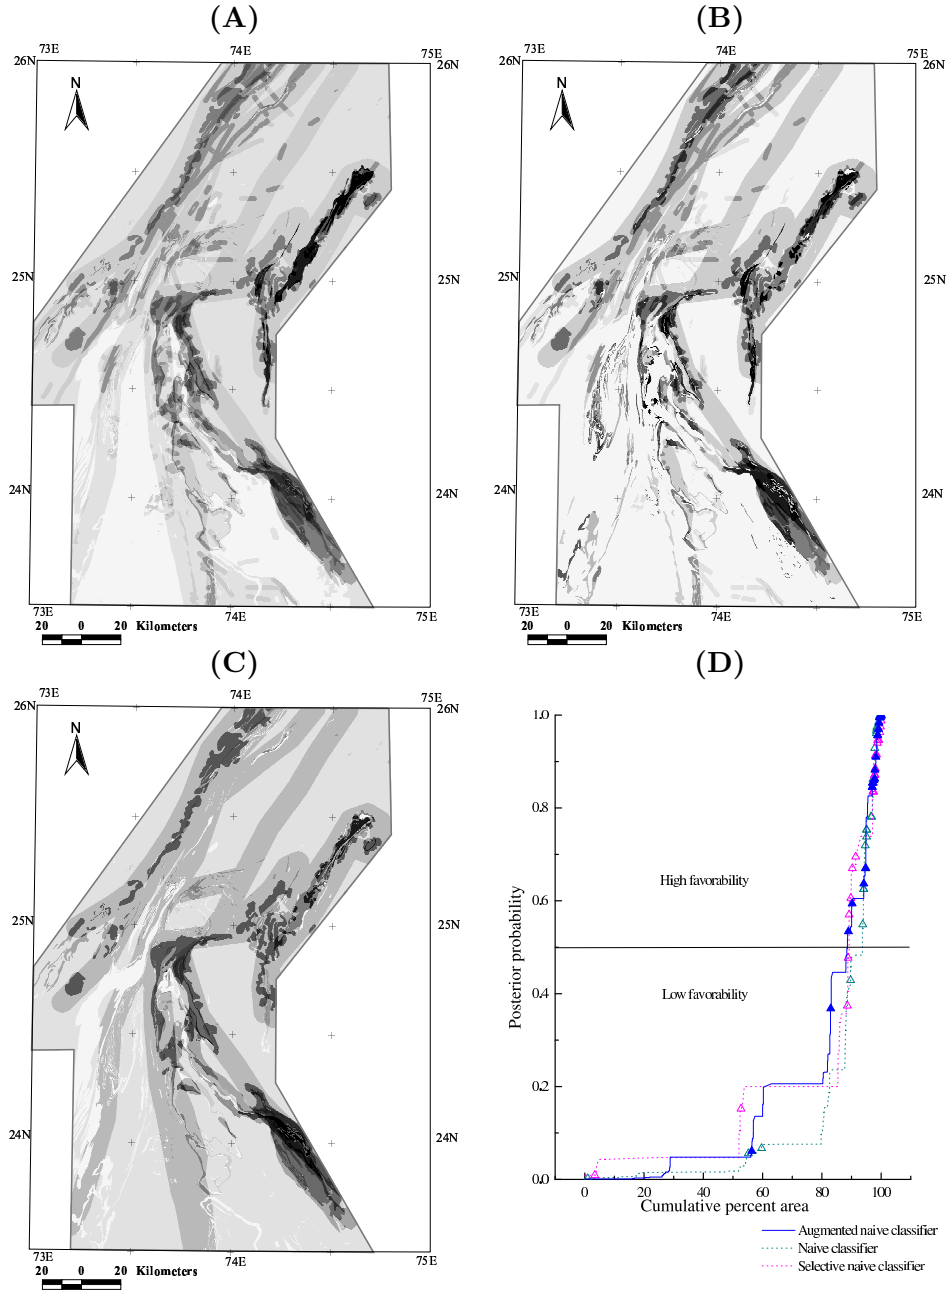 (A)
(B)
73E
74E
75E
73E
74E
75E
26N
26N
26N
N
N
25N
25N
25N
25N
24N
24N
24N
24N
73E
74E
75E
73E
74E
75E
20 0 20 Kilometers
20 0 20 Kilometers
(C)
(D)
73E
74E
75E
26N
26N
N
25N
25N
24N
24N
73E
74E
75E
20 0 20 Kilometers
1.0
0.8
0.6
0.4
0.2
0.0
Posterior probability
High favorability
Low favorability
0 20 40 60 80 100
Cumulative percent area
Augmented naive classifier
Naive classifier
Selective naive classifier